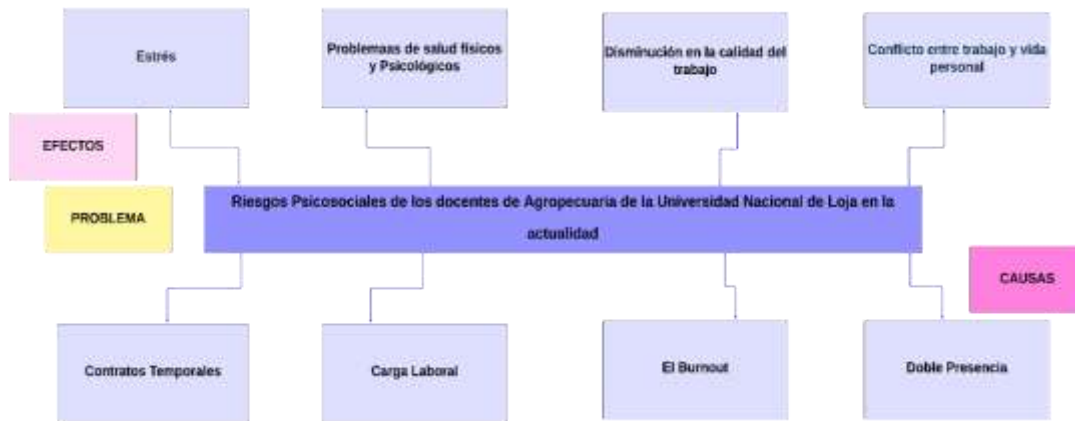 Estrés
Problemaas de salud físicos
y Psicológicos
Disminución en la calidad del
trabajo
Conflicto entre trabajo y vida
personal
EFECTOS
PROBLEMA
Riesgos Psicosociales de los docentes de Agropecuaria de la Universidad Nacional de Loja en la
actualidad
CAUSAS
Contratos Temporales
Carga Laboral
El Burnout
Doble Presencia